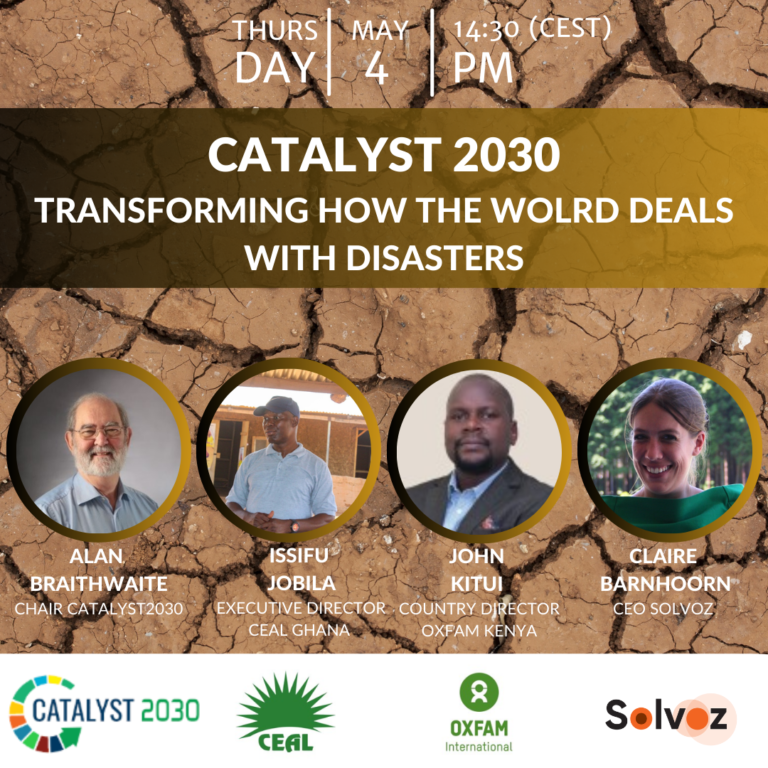 THURS DAY | MAY 4 | 14:30 (CEST) PM
CATALYST 2030
TRANSFORMING HOW THE WOLRD DEALS
WITH DISASTERS
ALAN
BRAITHWAITE
CHAIR CATALYST2030
ISSIFU
JOBILA
EXECUTIVE DIRECTOR
CEAL GHANA
JOHN
KITUI
COUNTRY DIRECTOR
OXFAM KENYA
CLAIRE
BARNHOORN
CEO SOLVOZ
CATALYST 2030
CEAL
OXFAM
International
Solvoz